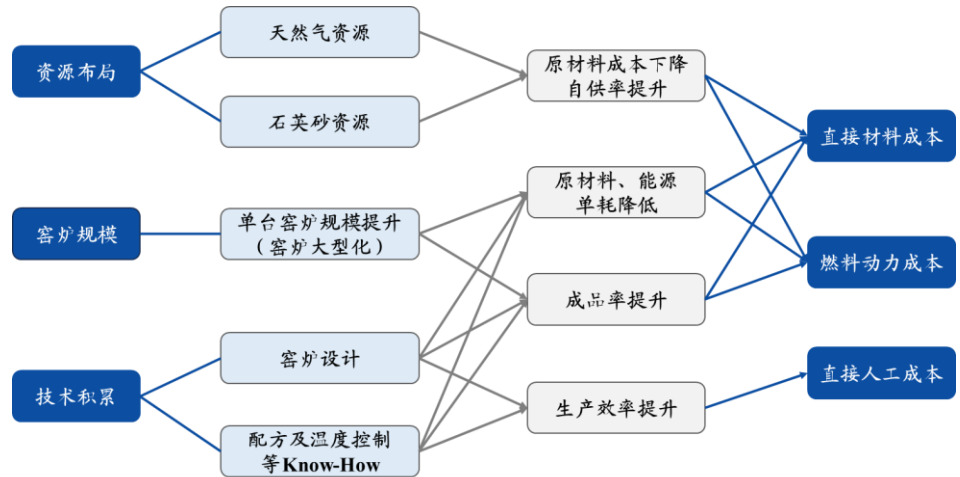 资源布局
天然气资源
石英砂资源
原材料成本下降
自供率提升
直接材料成本
窑炉规模
单台窑炉规模提升
（窑炉大型化）
原材料、能源
单耗降低
成品率提升
燃料动力成本
技术积累
窑炉设计
配方及温度控制
等Know-How
生产效率提升
直接人工成本